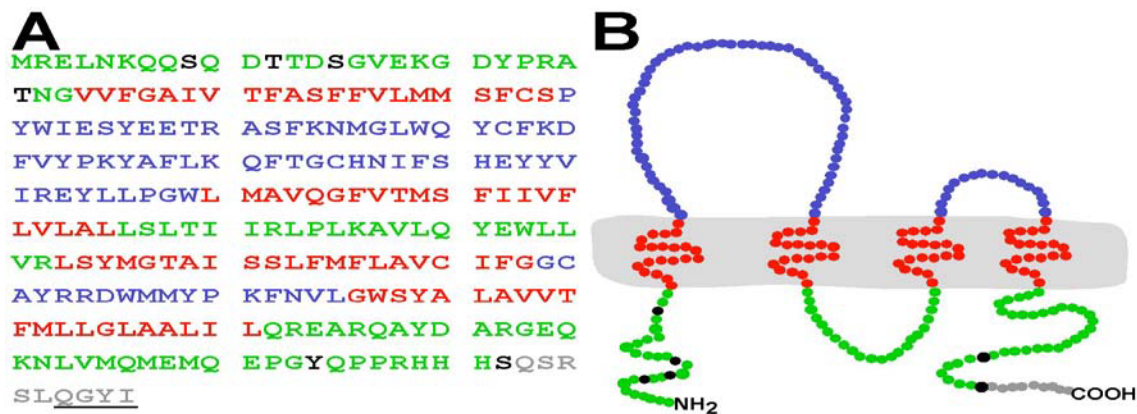 A
MRELNKQQSQ DTTDSGVEKG DYPRA
TNGVVFGAIV TFASFFVLMM SFCSP
YWIESYEETR ASFKNMGLWQ YCFKD
FVYPKYAFLK QFTGCHNIFS HEYYV
IREYLLPGWL MAVQGFVTMS FIIVF
LVLALLSLTI IRLPLKAVLQ YEWLL
VRLSYMGTAI SSLFMFLAVC IFGGC
AYRRDWMMYP KFNVLGWSYA LAVVT
FMLLGLAALI LQREARQAYD ARGEQ
KNLVMQMEMQ EPGYQPPRHH HSQSR
SLQGYI
B
NH2
COOH